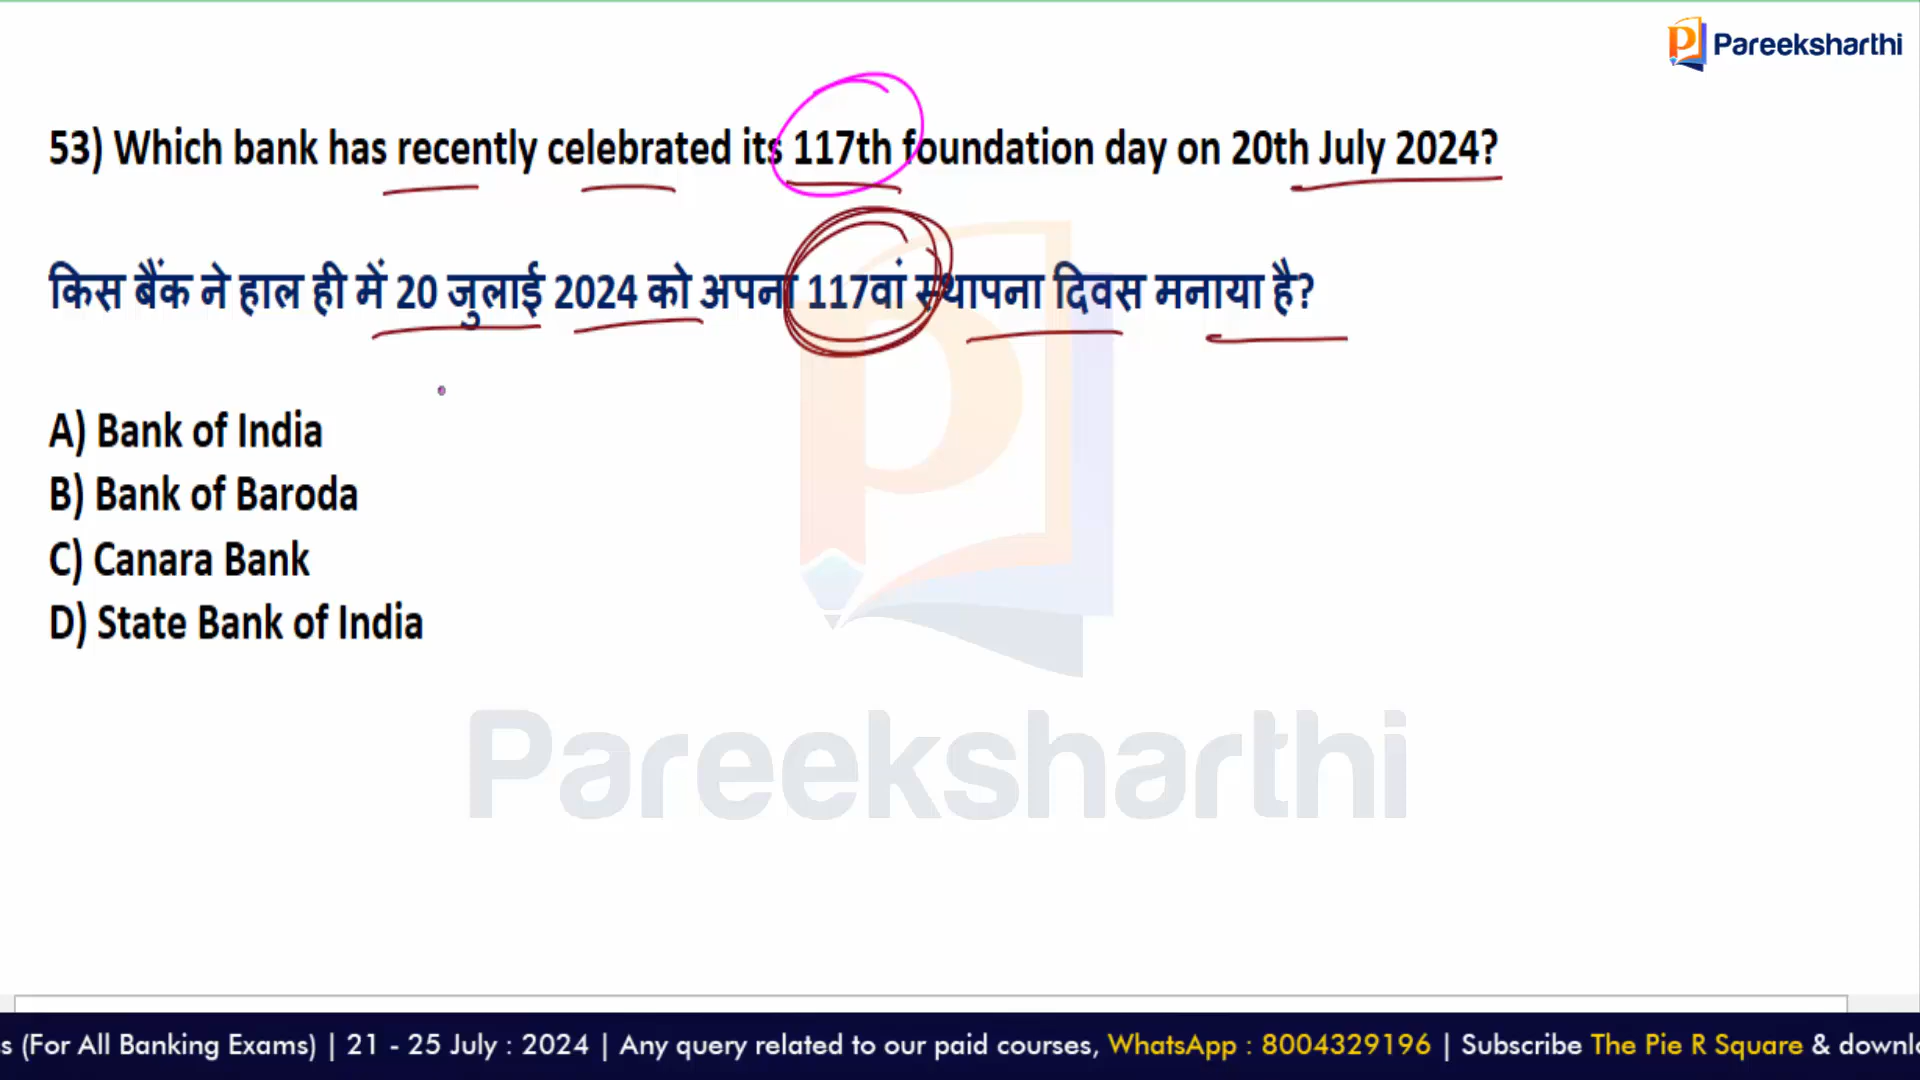 Pareeksharthi
53) Which bank has recently celebrated its 117th foundation day on 20th July 2024?
किस बैंक ने हाल ही में 20 जुलाई 2024 को अपना 117वां स्थापना दिवस मनाया है?
A) Bank of India
B) Bank of Baroda
C) Canara Bank
D) State Bank of India
Pareeksharthi
s (For All Banking Exams) | 21 - 25 July : 2024 | Any query related to our paid courses, WhatsApp : 8004329196 | Subscribe The Pie R Square & downlo